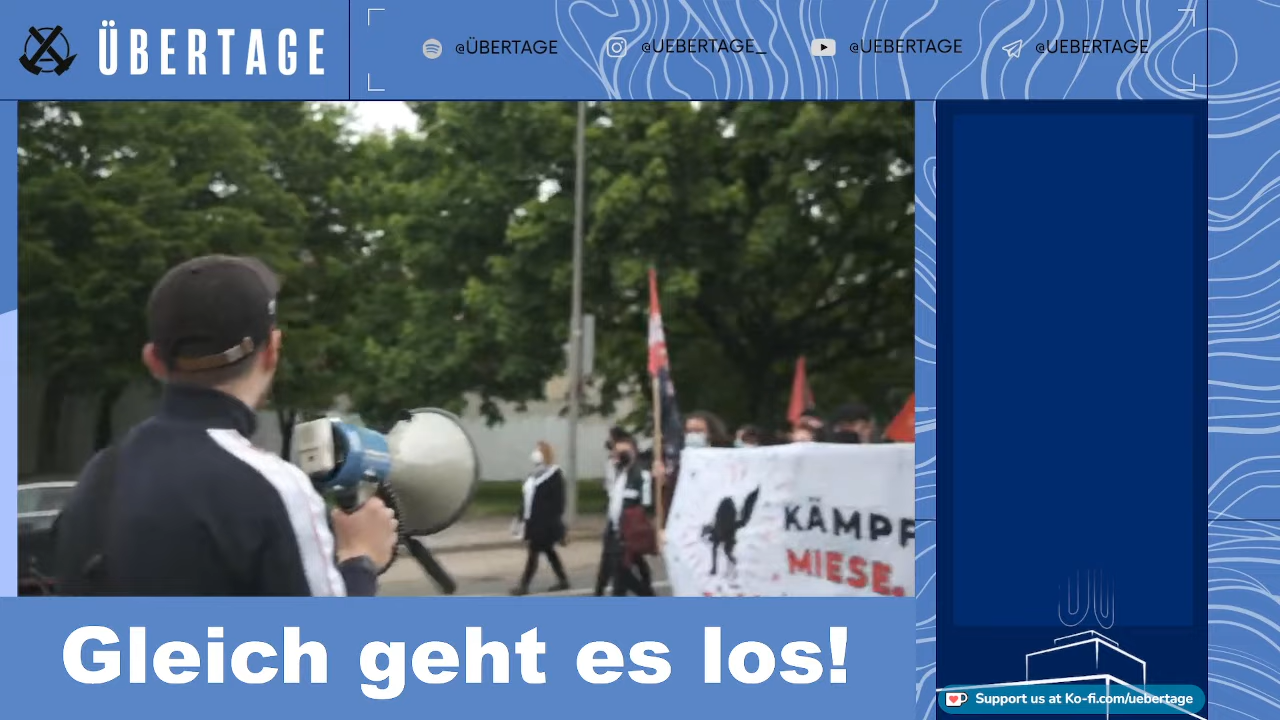 ÜBERTAGE
@ÜBERTAGE
@UEBERTAGE_
@UEBERTAGE
@UEBERTAGE
KÄMPF
MIESE.
Gleich geht es los!
Support us at Ko-fi.com/uebertage